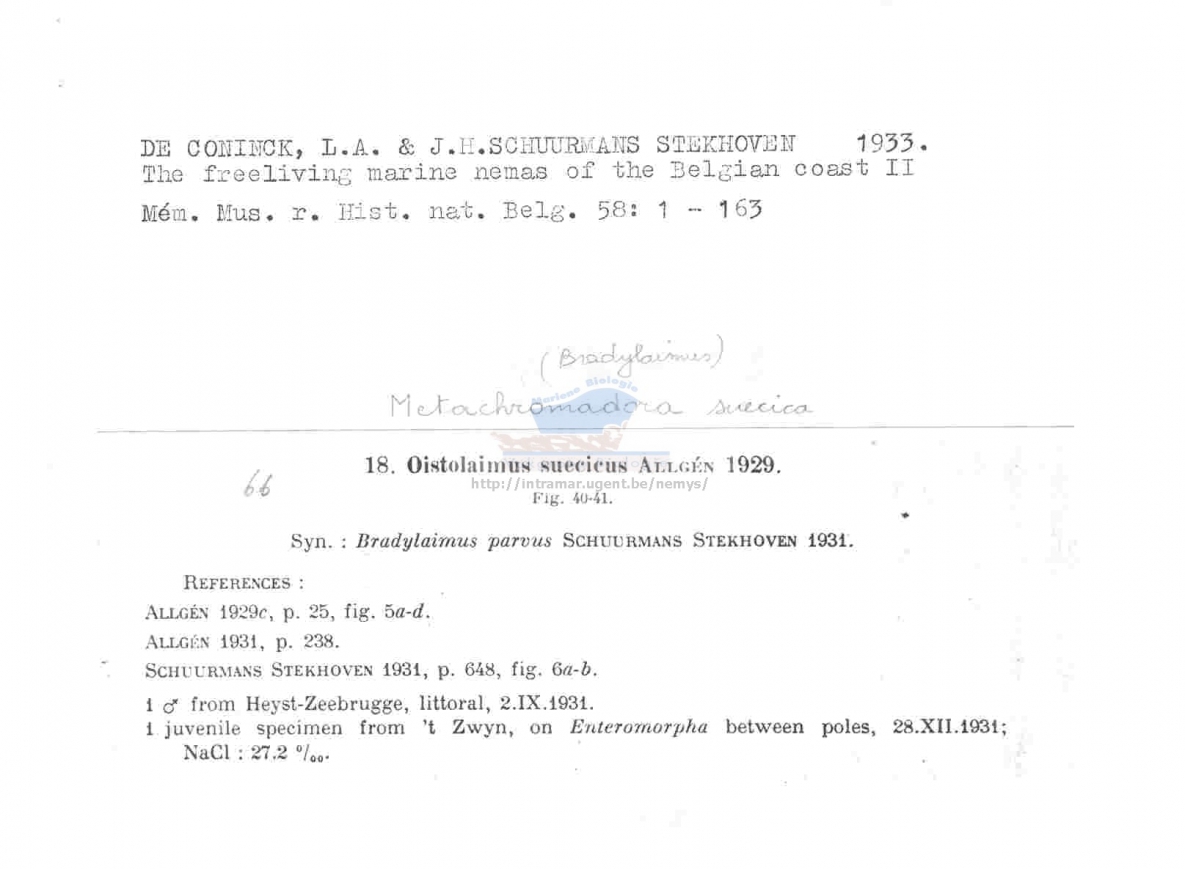 DE CONINCK, L.A. & J.H.SCHUURMANS STEKHOVEN 1933.
The freeliving marine nemas of the Belgian coast II
Mém. Mus. r. Hist. nat. Belg. 58: 1 - 163
(Bradylaimus)
Metachromadora suecica
Mariene Biologie
18. Oistolaimus suecicus ALLGÉN 1929.
66
http://intramar.ugent.be/nemys/
Fig. 40-41.
Syn. : Bradylaimus parvus SCHUURMANS STEKHOVEN 1931.
REFERENCES :
ALLGÉN 1929c, p. 25, fig. 5a-d.
ALLGÉN 1931, p. 238.
SCHUURMANS STEKHOVEN 1931, p. 648, fig. 6a-b.
1 ♂ from Heyst-Zeebrugge, littoral, 2.IX.1931.
1 juvenile specimen from 't Zwyn, on Enteromorpha between poles, 28.XII.1931;
NaCl : 27.2 °/₀₀.